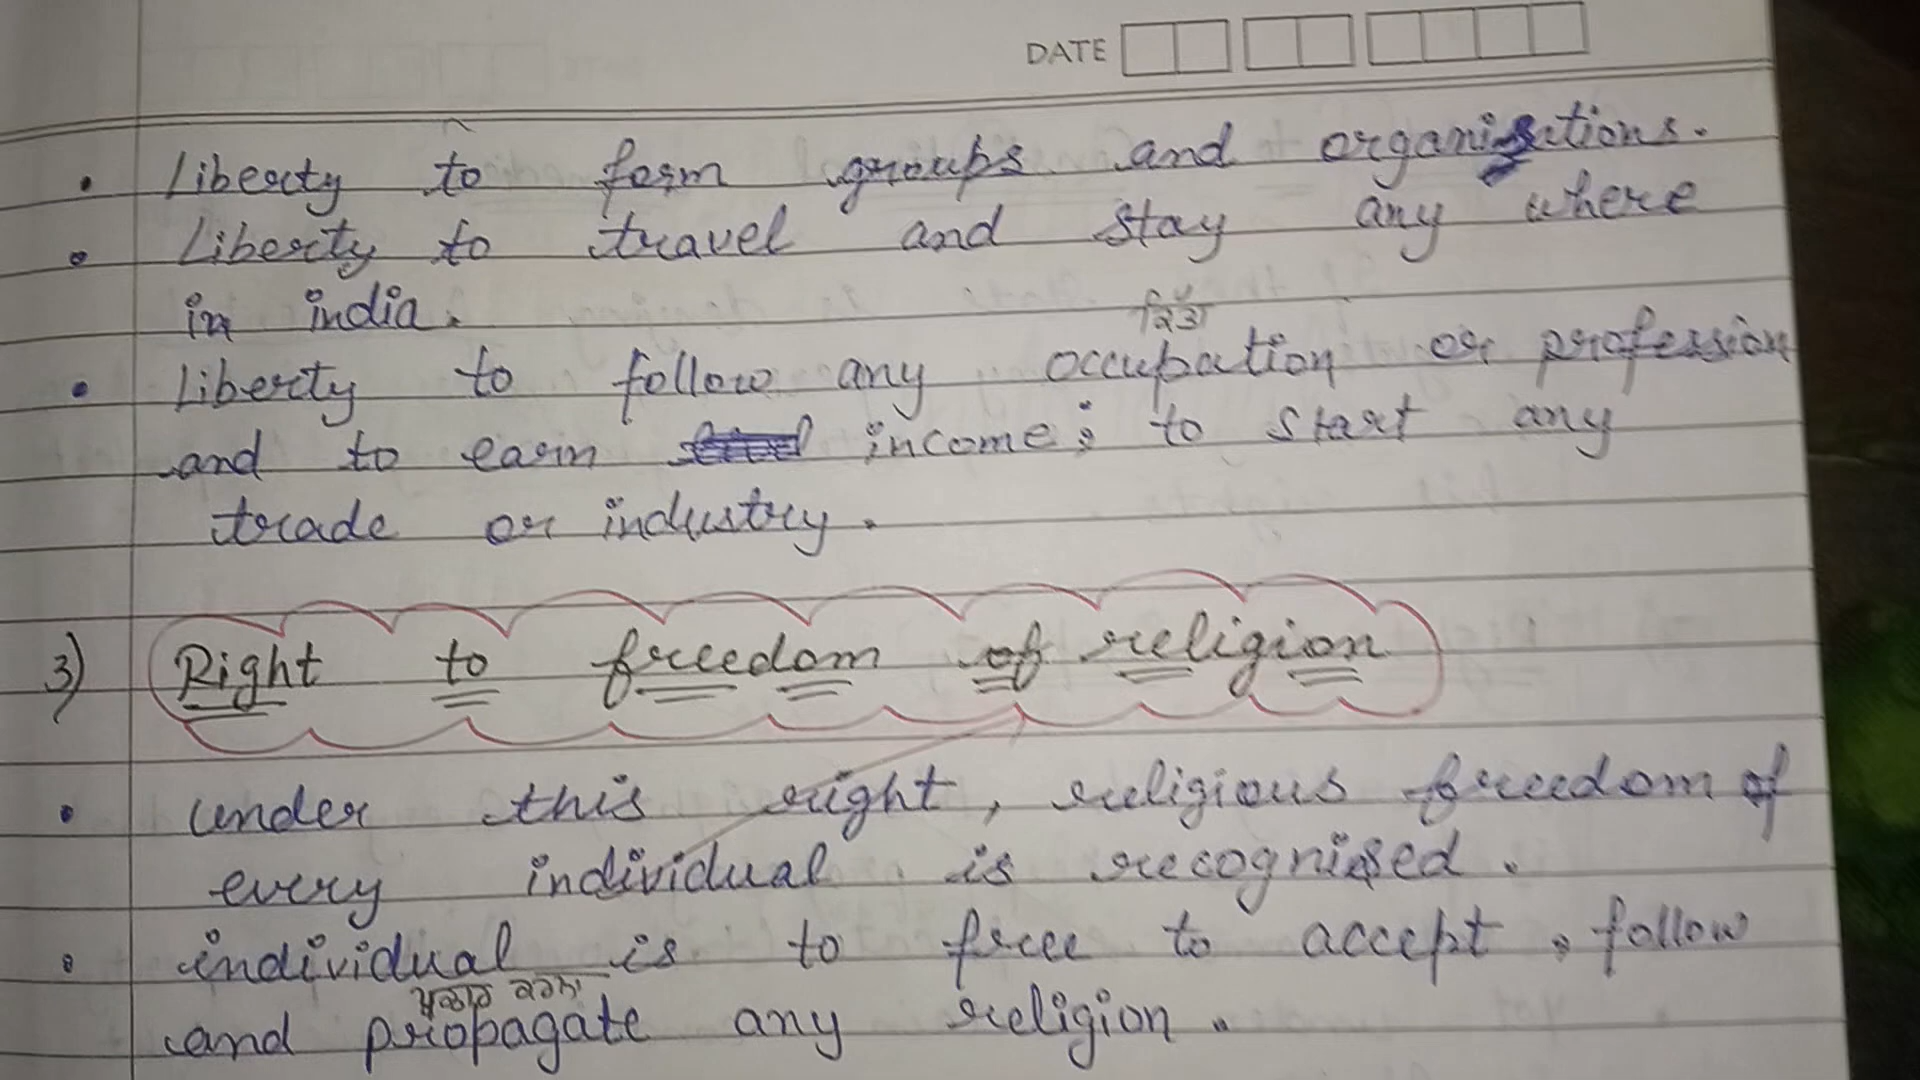 DATE
• Liberty to form groups and organisations.
• Liberty to travel and stay any where
in india.
• Liberty to follow any occupation or profession
and to earn income; to start any
trade or industry.
3) Right to freedom of religion
• under this right, religious freedom of
every individual is recognised.
• individual is to free to accept, follow
and propagate any religion.